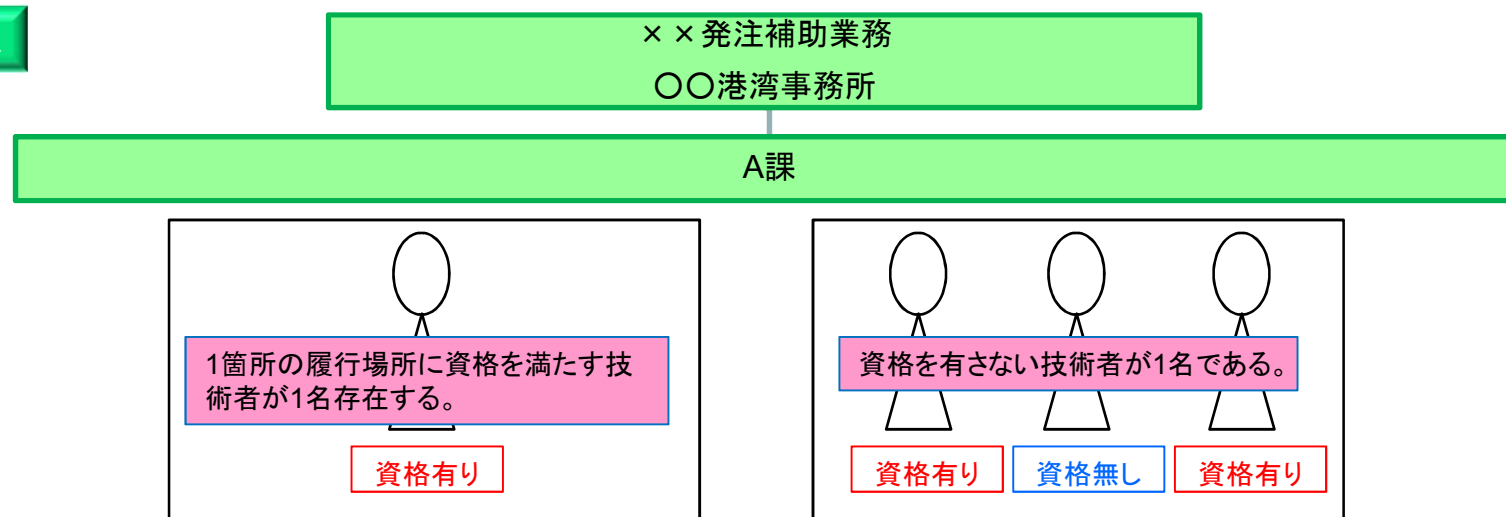 ××発注補助業務
〇〇港湾事務所
A課
1箇所の履行場所に資格を満たす技
術者が1名存在する。
資格を有さない技術者が1名である。
資格有り
資格有り
資格無し
資格有り